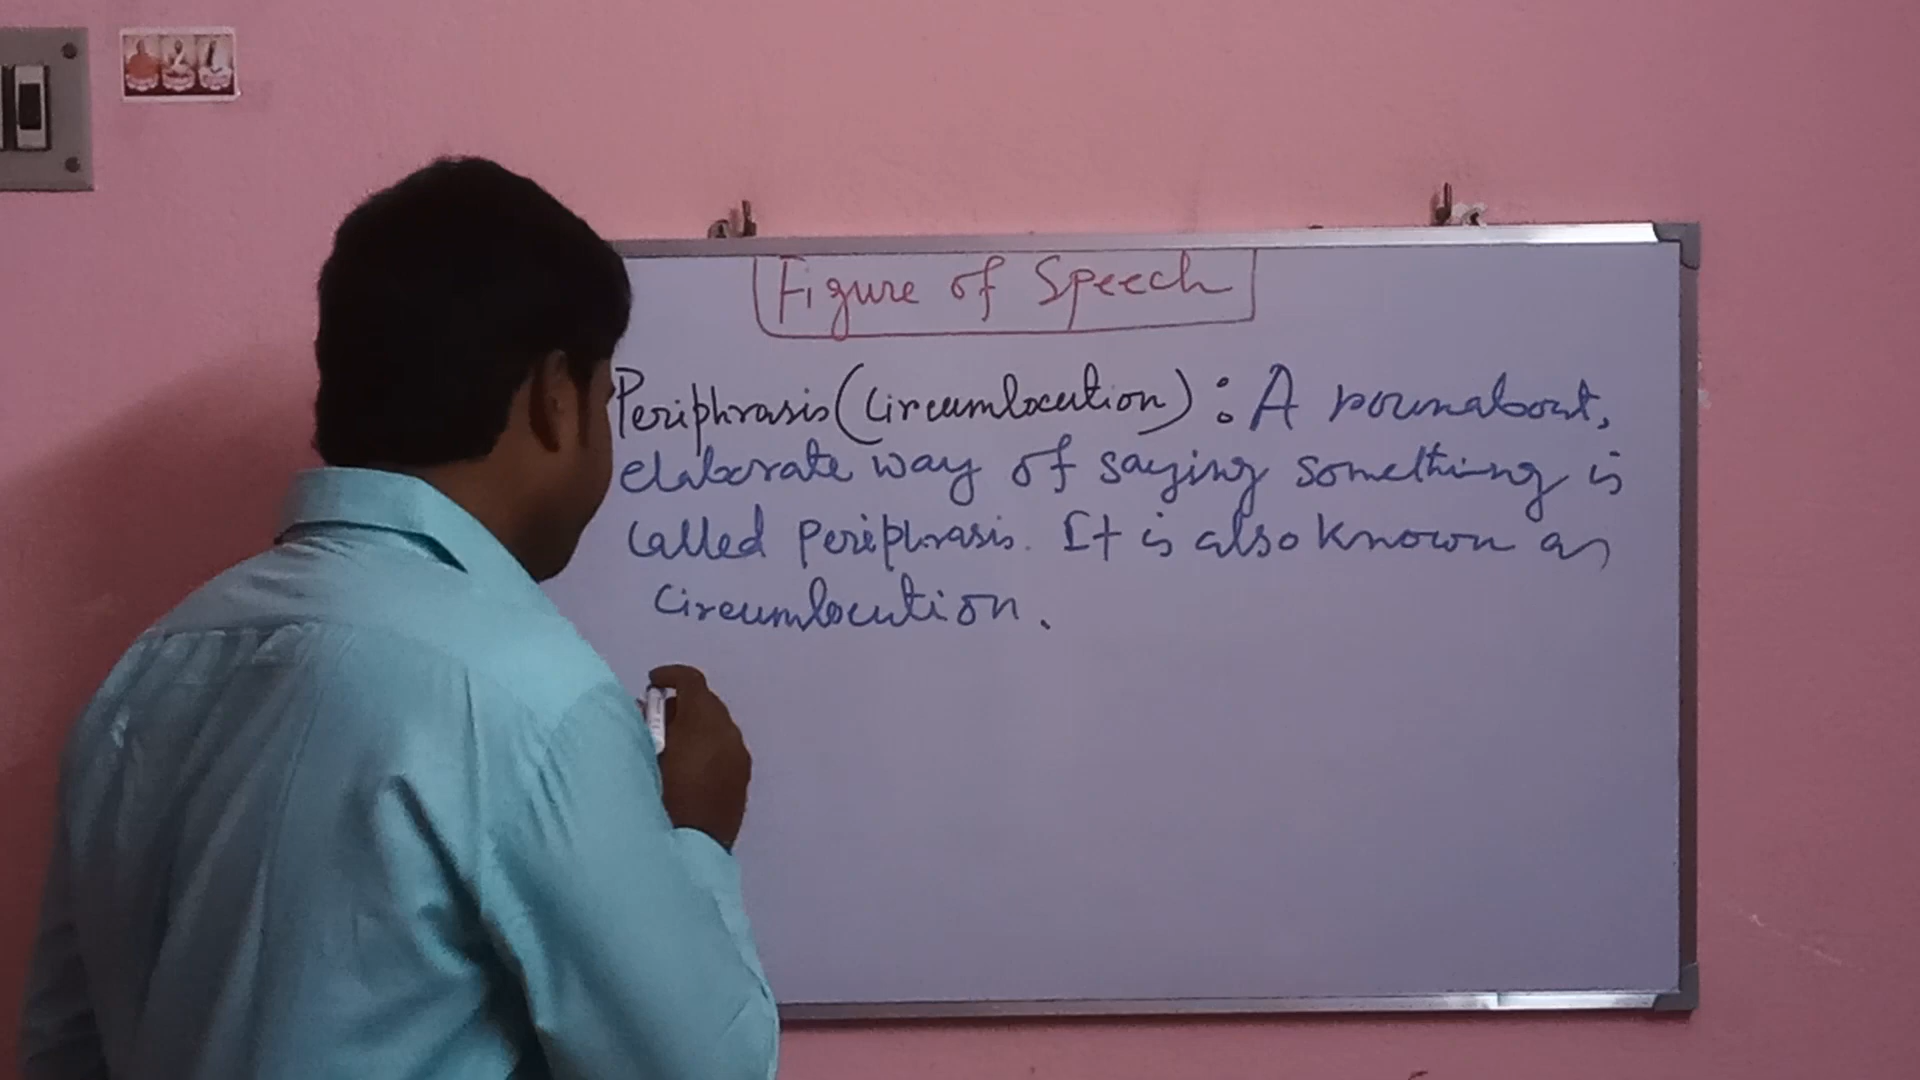 Figure of Speech
Periphrasis (Circumlocution) : A rounabout,
elaborate way of saying something is
called periphrasis. It is also known as
Circumlocution.